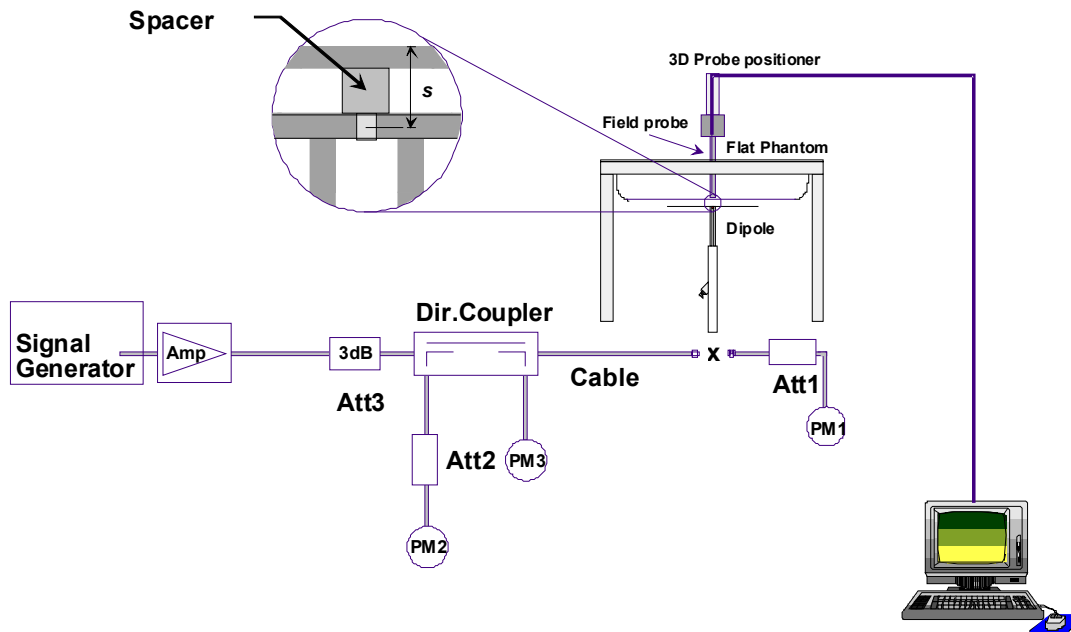 Spacer
s
3D Probe positioner
Field probe
Flat Phantom
Dipole
Dir.Coupler
Signal
Generator
Amp
3dB
Att3
Cable
x
Att1
PM1
Att2
PM3
PM2